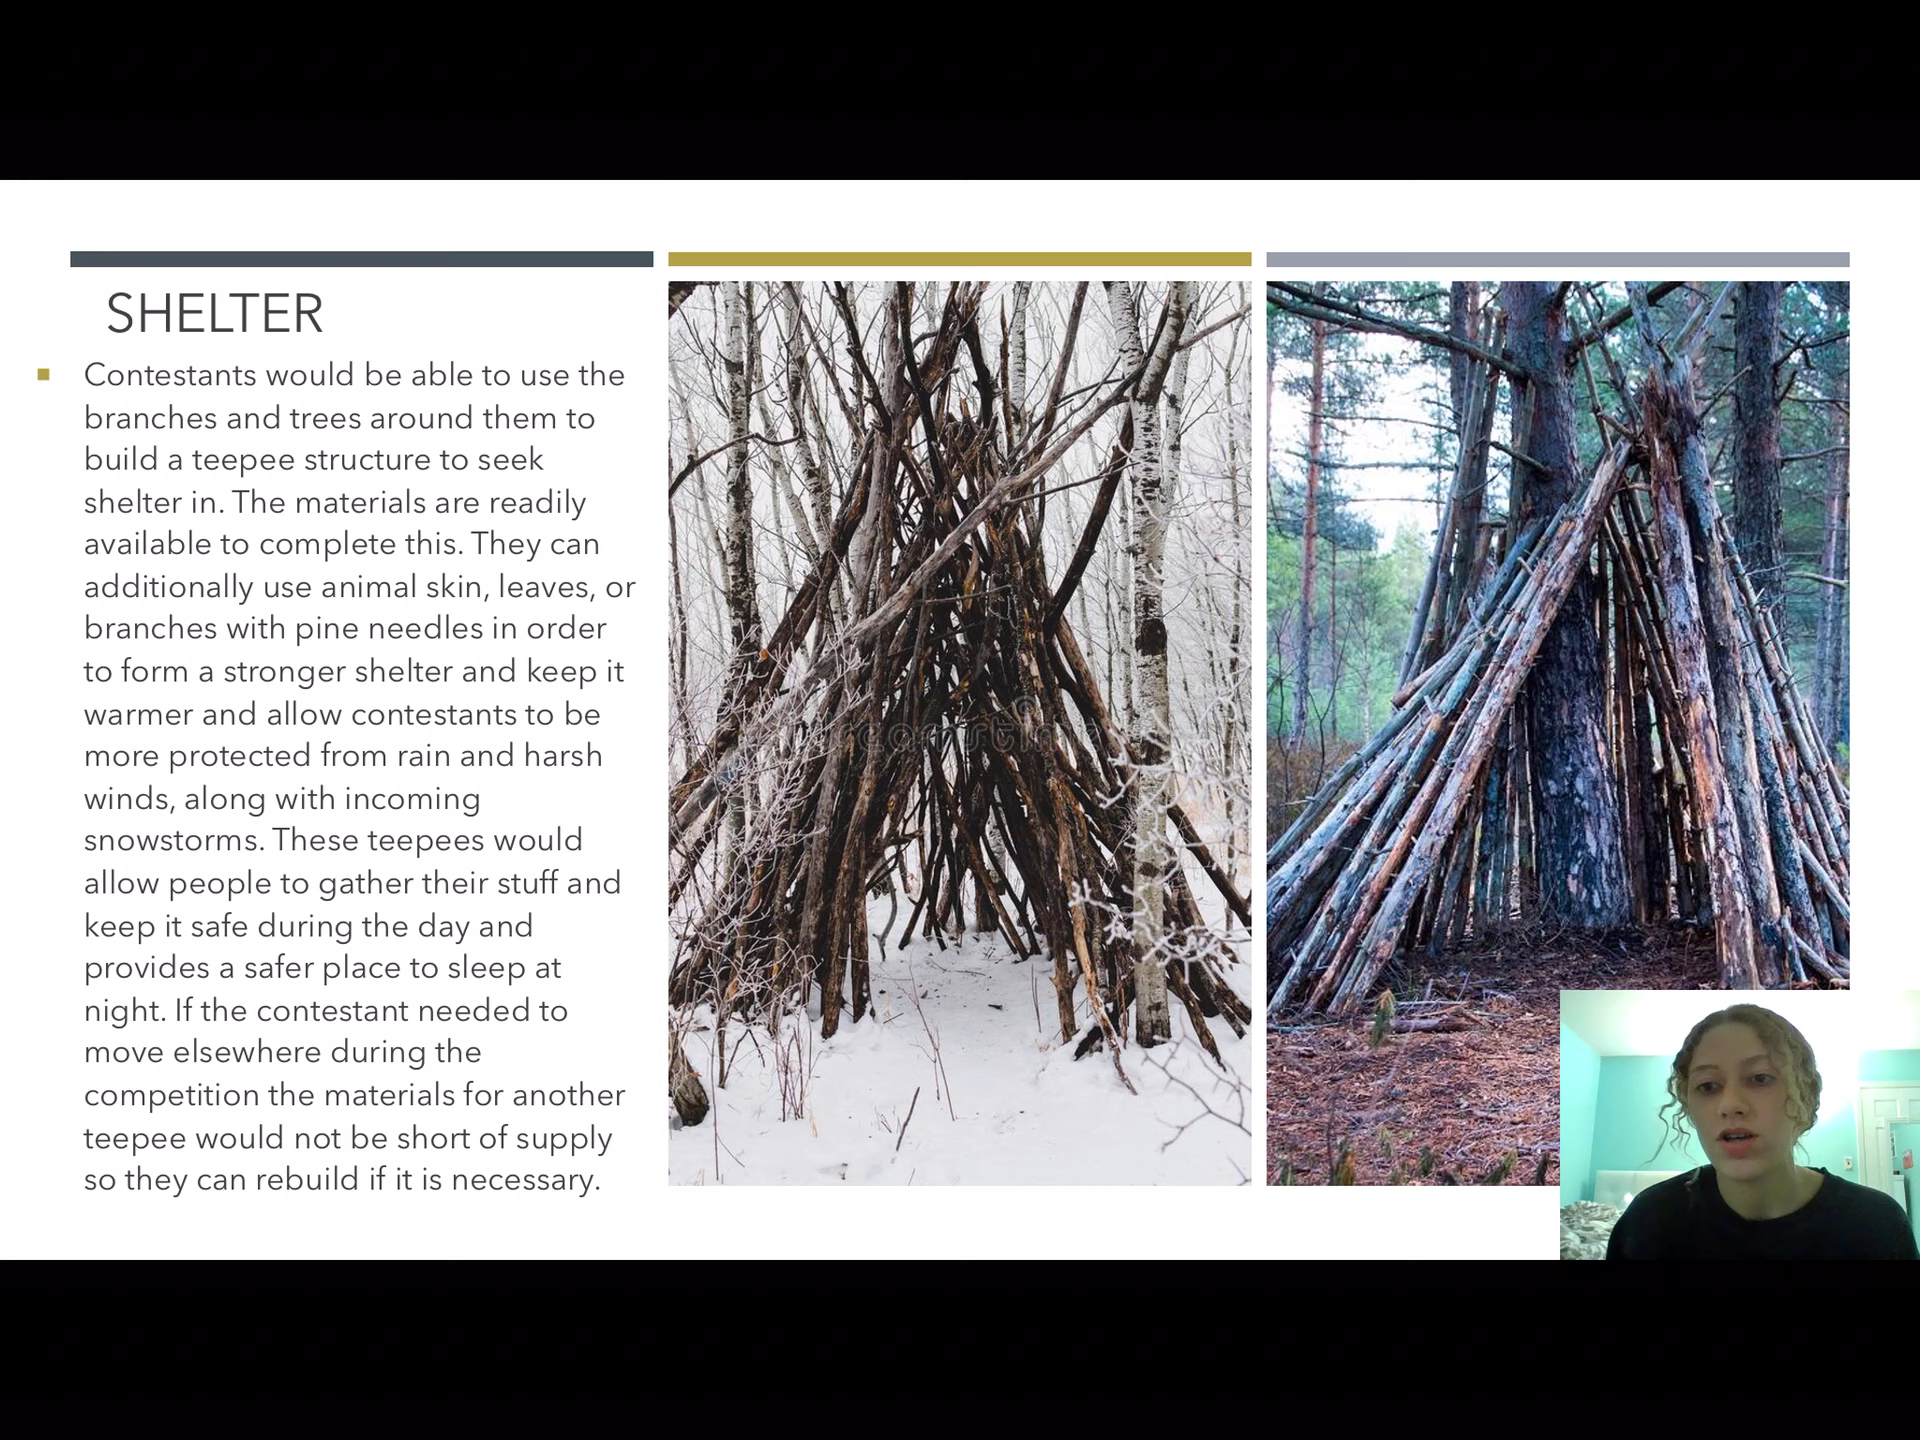 SHELTER
Contestants would be able to use the
branches and trees around them to
build a teepee structure to seek
shelter in. The materials are readily
available to complete this. They can
additionally use animal skin, leaves, or
branches with pine needles in order
to form a stronger shelter and keep it
warmer and allow contestants to be
more protected from rain and harsh
winds, along with incoming
snowstorms. These teepees would
allow people to gather their stuff and
keep it safe during the day and
provides a safer place to sleep at
night. If the contestant needed to
move elsewhere during the
competition the materials for another
teepee would not be short of supply
so they can rebuild if it is necessary.
dreamstime